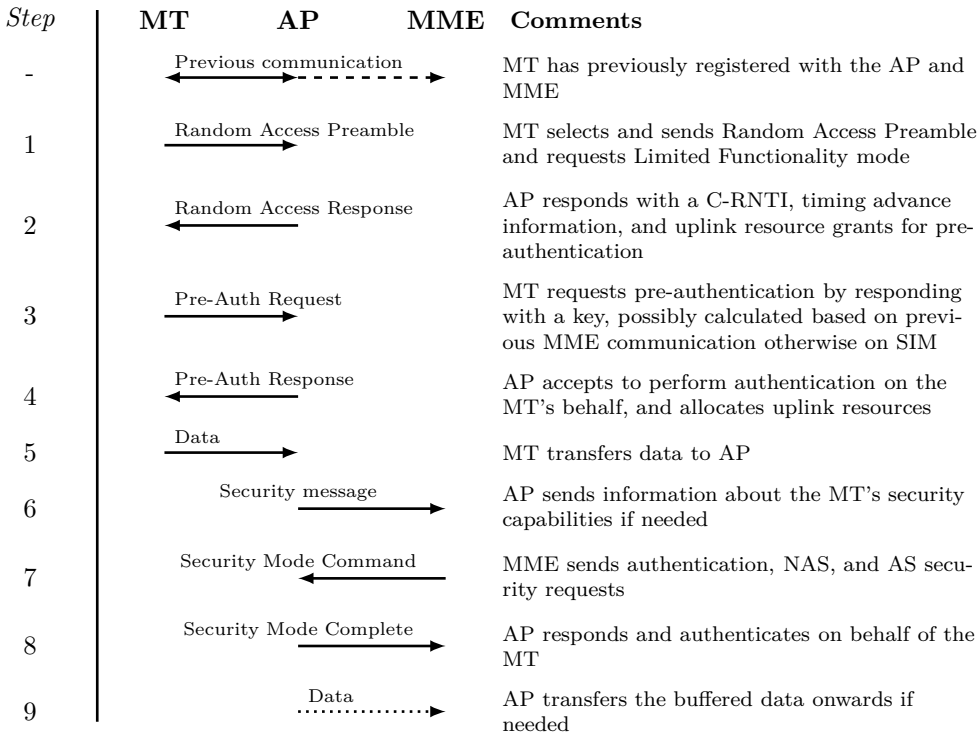 Step MT AP MME Comments
- Previous communication MT has previously registered with the AP and
MME
1 Random Access Preamble MT selects and sends Random Access Preamble
and requests Limited Functionality mode
2 Random Access Response AP responds with a C-RNTI, timing advance
information, and uplink resource grants for pre-
authentication
3 Pre-Auth Request MT requests pre-authentication by responding
with a key, possibly calculated based on previ-
ous MME communication otherwise on SIM
4 Pre-Auth Response AP accepts to perform authentication on the
MT's behalf, and allocates uplink resources
5 Data MT transfers data to AP
6 Security message AP sends information about the MT's security
capabilities if needed
7 Security Mode Command MME sends authentication, NAS, and AS secu-
rity requests
8 Security Mode Complete AP responds and authenticates on behalf of the
MT
9 Data AP transfers the buffered data onwards if
needed